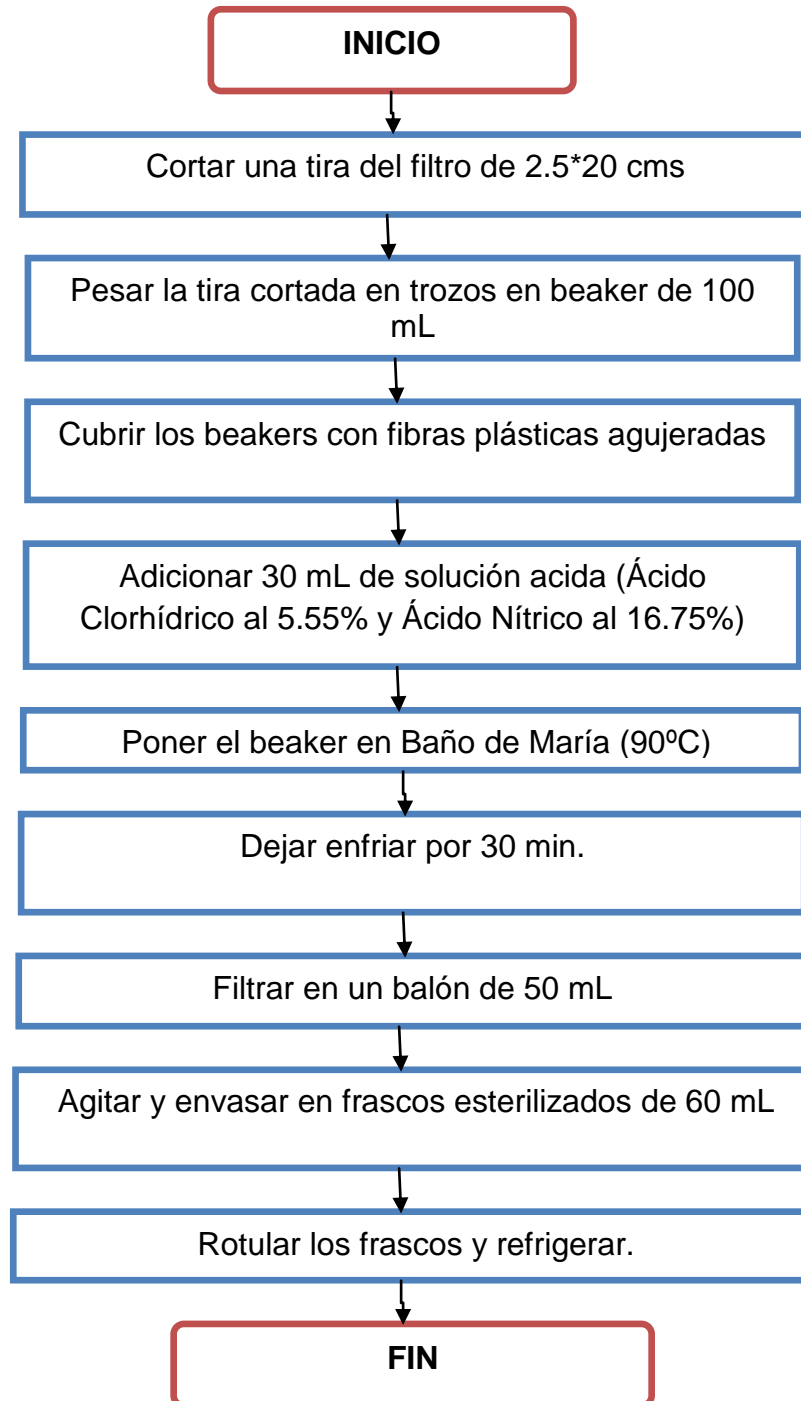 INICIO
Cortar una tira del filtro de 2.5*20 cms
Pesar la tira cortada en trozos en beaker de 100
mL
Cubrir los beakers con fibras plásticas agujeradas
Adicionar 30 mL de solución acida (Ácido
Clorhídrico al 5.55% y Ácido Nítrico al 16.75%)
Poner el beaker en Baño de María (90ºC)
Dejar enfriar por 30 min.
Filtrar en un balón de 50 mL
Agitar y envasar en frascos esterilizados de 60 mL
Rotular los frascos y refrigerar.
FIN